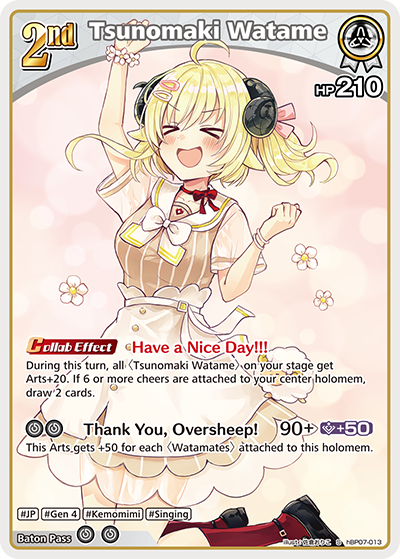 2nd
Tsunomaki Watame
HP 210
Collab Effect Have a Nice Day!!!
During this turn, all 〈Tsunomaki Watame〉 on your stage get
Arts+20. If 6 or more cheers are attached to your center holomem,
draw 2 cards.
Thank You, Oversheep! 90+ +50
This Arts gets +50 for each 〈Watamates〉 attached to this holomem.
#JP #Gen 4 #Kemomimi #Singing
Baton Pass
hBP07-013